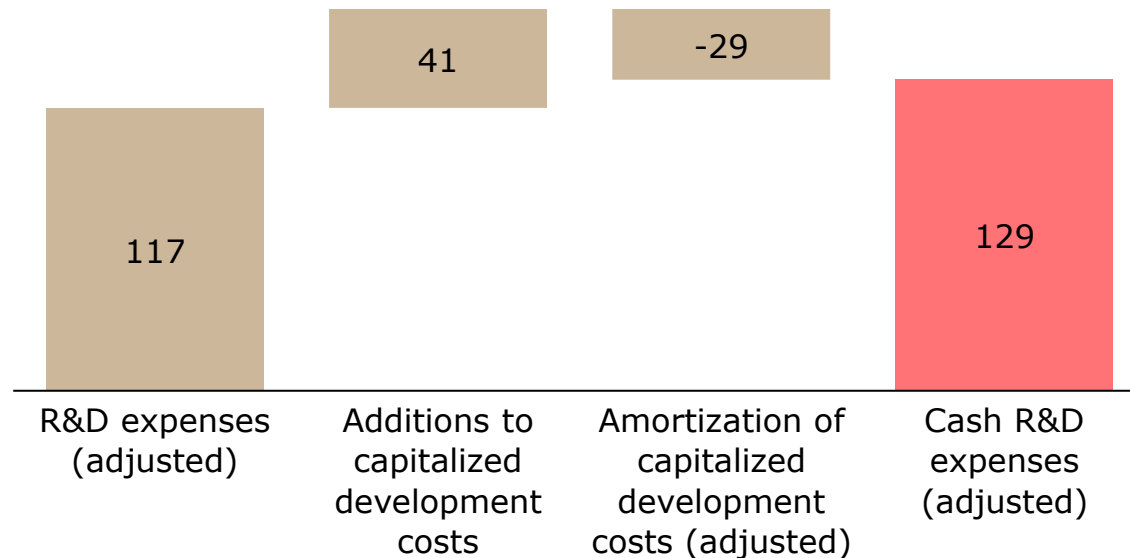 41
-29
117
129
R&D expenses
(adjusted)
Additions to
capitalized
development
costs
Amortization of
capitalized
development
costs (adjusted)
Cash R&D
expenses
(adjusted)